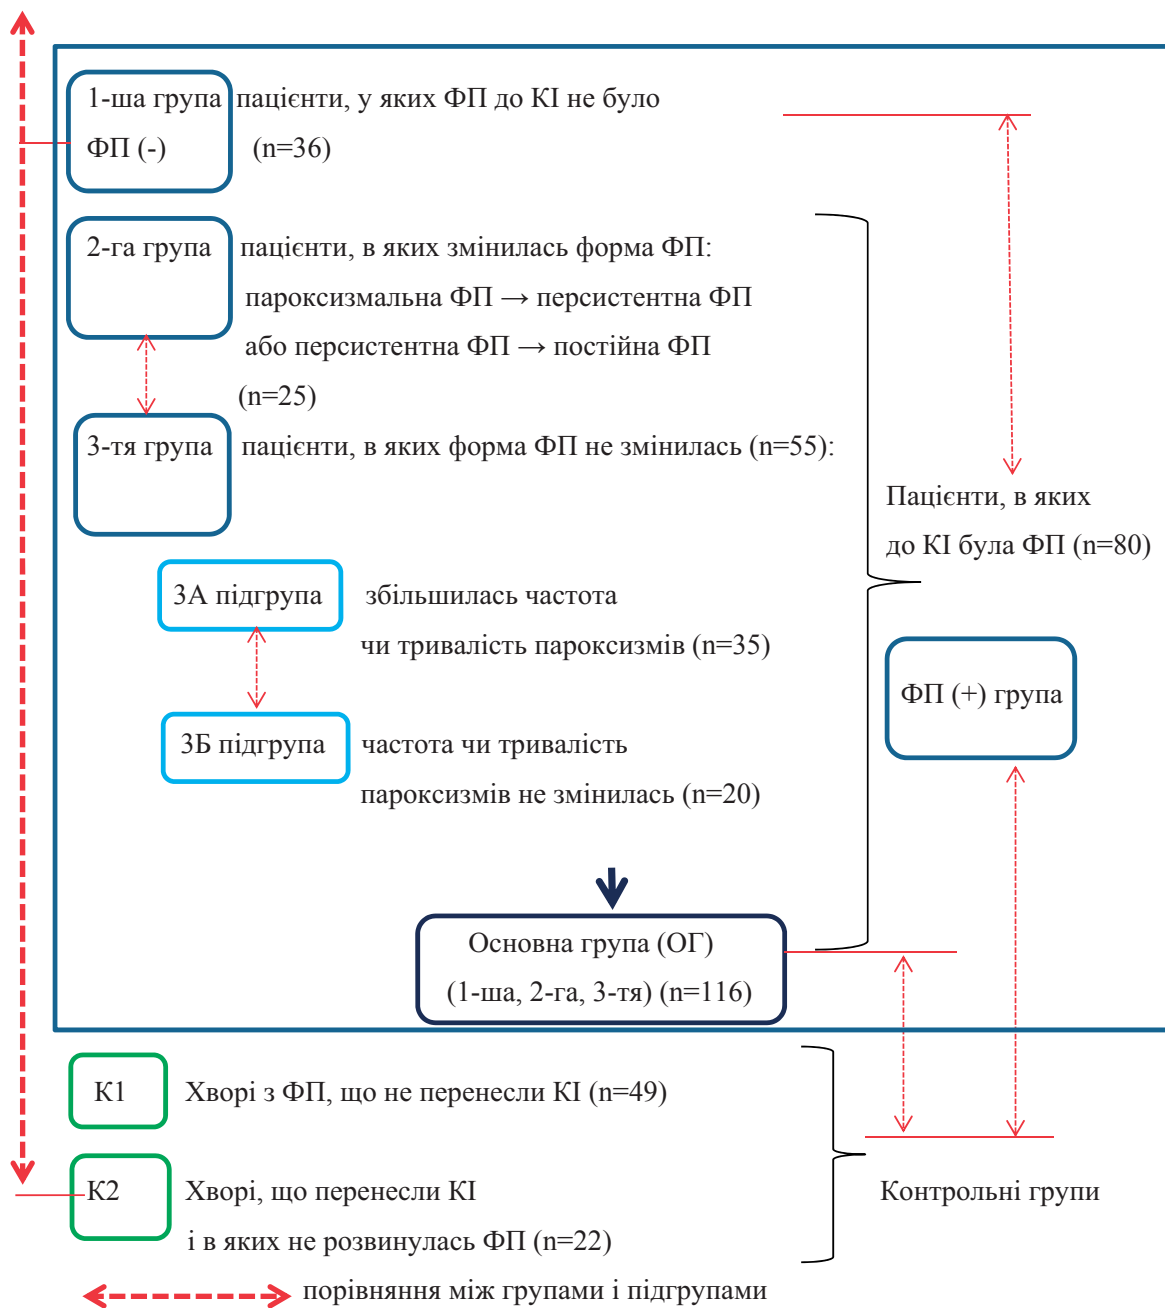 1-ша група пацієнти, у яких ФП до КІ не було
ФП (-) (n=36)
2-га група пацієнти, в яких змінилась форма ФП:
пароксизмальна ФП → персистентна ФП
або персистентна ФП → постійна ФП
(n=25)
3-тя група пацієнти, в яких форма ФП не змінилась (n=55):
Пацієнти, в яких
до КІ була ФП (n=80)
3А підгрупа збільшилась частота
чи тривалість пароксизмів (n=35)
ФП (+) група
3Б підгрупа частота чи тривалість
пароксизмів не змінилась (n=20)
Основна група (ОГ)
(1-ша, 2-га, 3-тя) (n=116)
К1 Хворі з ФП, що не перенесли КІ (n=49)
К2 Хворі, що перенесли КІ
і в яких не розвинулась ФП (n=22)
Контрольні групи
порівняння між групами і підгрупами